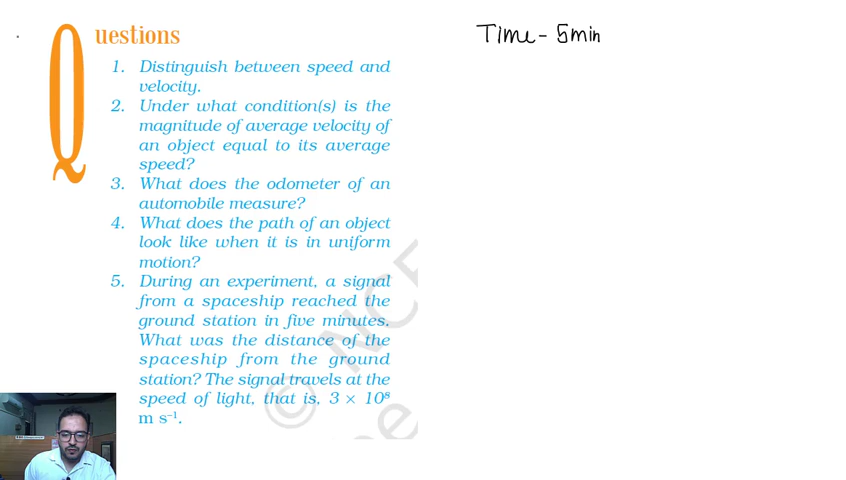 Questions
Time - 5min
1. Distinguish between speed and
velocity.
2. Under what condition(s) is the
magnitude of average velocity of
an object equal to its average
speed?
3. What does the odometer of an
automobile measure?
4. What does the path of an object
look like when it is in uniform
motion?
5. During an experiment, a signal
from a spaceship reached the
ground station in five minutes.
What was the distance of the
spaceship from the ground
station? The signal travels at the
speed of light, that is, 3 × 10⁸
m s⁻¹.